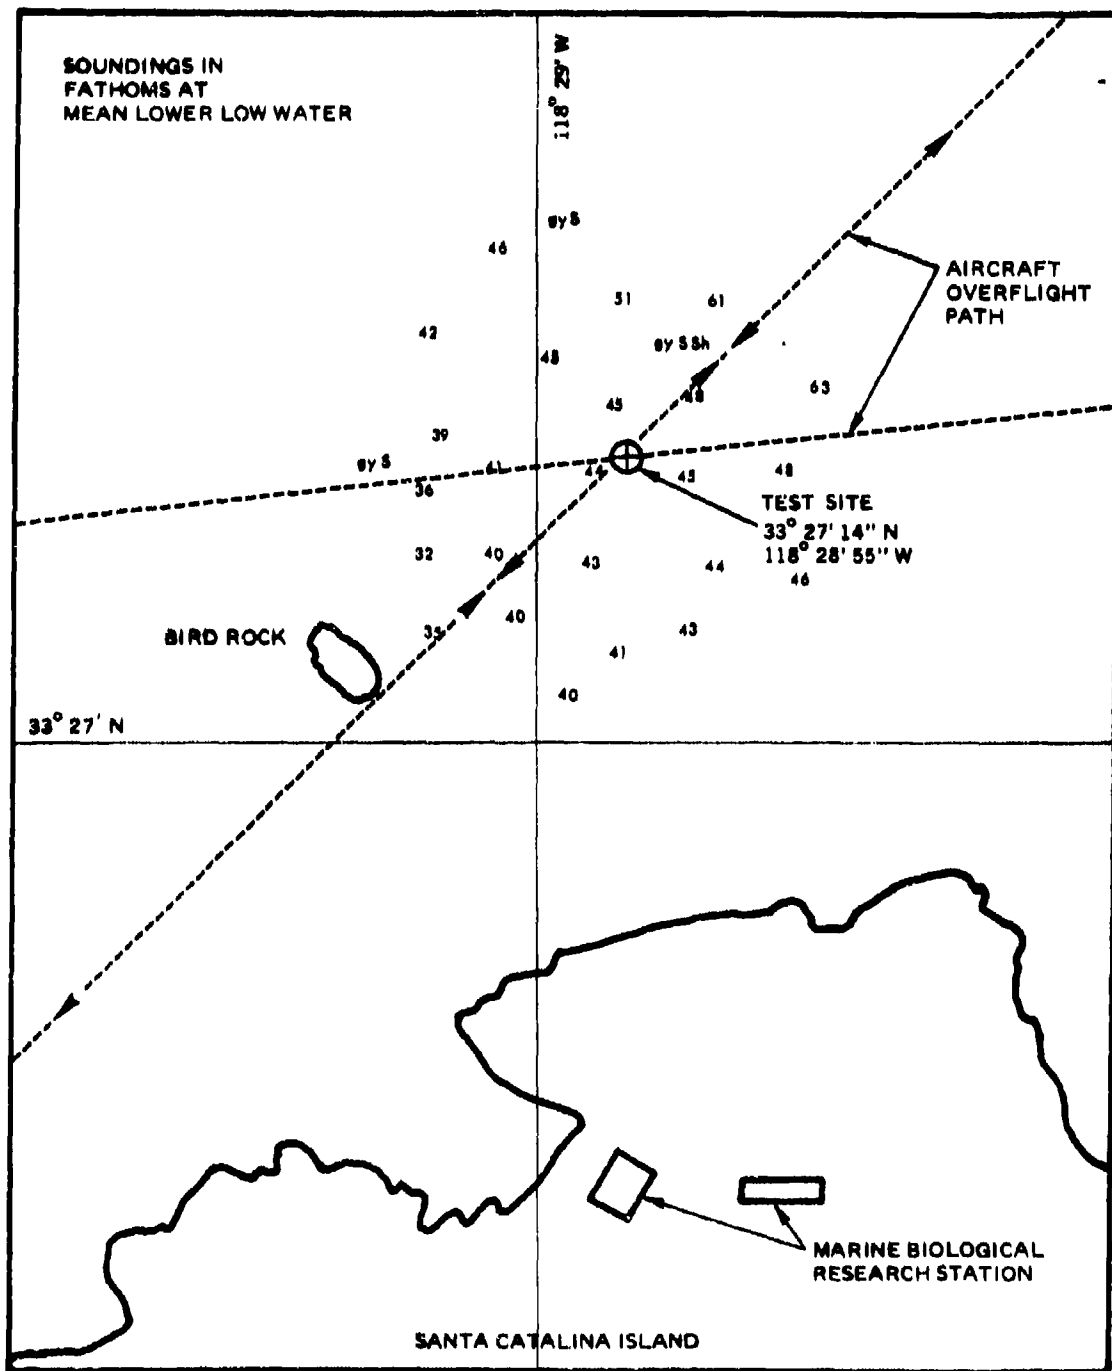 SOUNDINGS IN
FATHOMS AT
MEAN LOWER LOW WATER
118° 29' W
gy S
46
51
61
AIRCRAFT
OVERFLIGHT
PATH
42
gy SSh
48
63
45
48
39
gy S
41
44
45
48
36
TEST SITE
33° 27' 14" N
118° 28' 55" W
32
40
43
44
46
BIRD ROCK
35
40
43
41
40
33° 27' N
MARINE BIOLOGICAL
RESEARCH STATION
SANTA CATALINA ISLAND